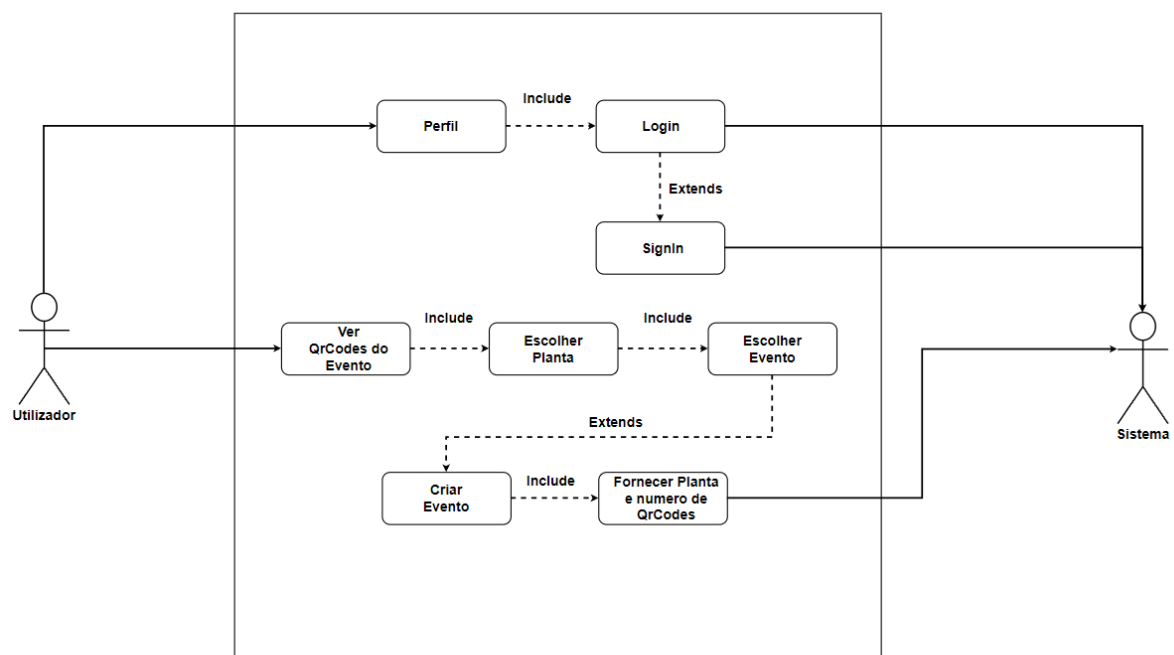 Include
Perfil
Login
Extends
SignIn
Include
Include
Ver
QrCodes do
Evento
Escolher
Planta
Escolher
Evento
Utilizador
Sistema
Extends
Include
Criar
Evento
Fornecer Planta
e numero de
QrCodes